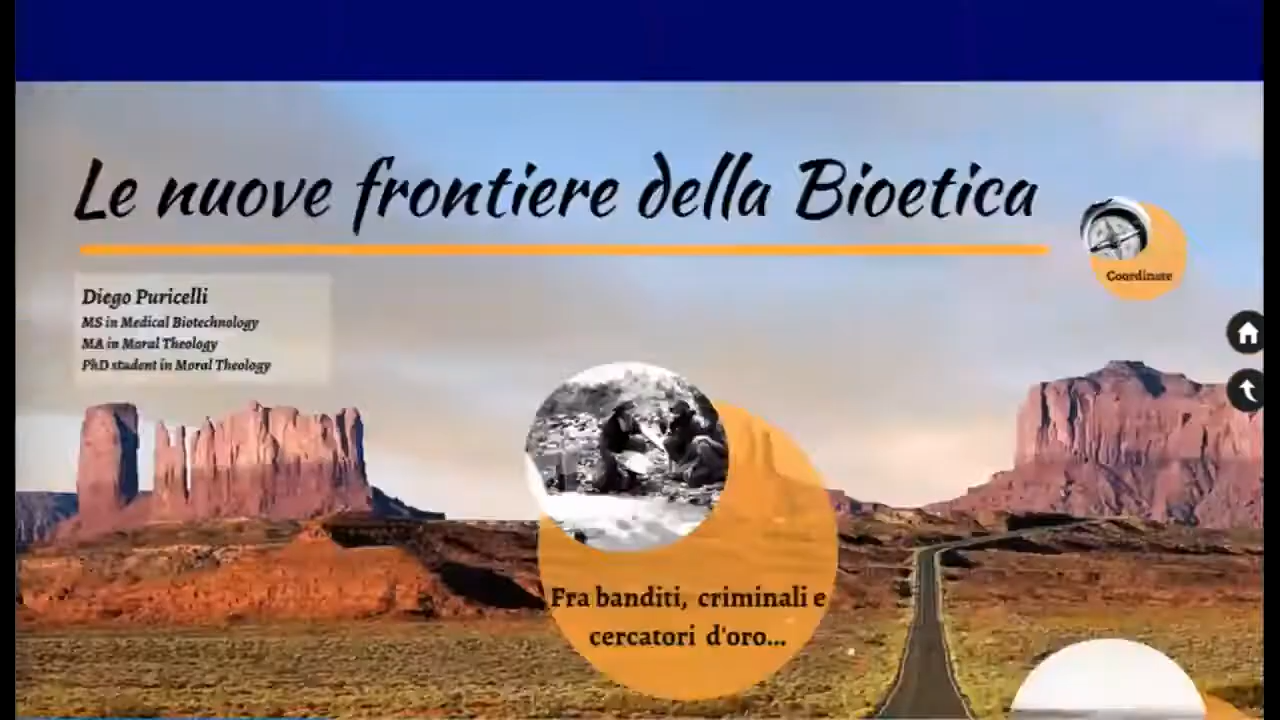 Le nuove frontiere della Bioetica
Coordinate
Diego Puricelli
MS in Medical Biotechnology
MA in Moral Theology
PhD student in Moral Theology
Fra banditi, criminali e
cercatori d'oro...